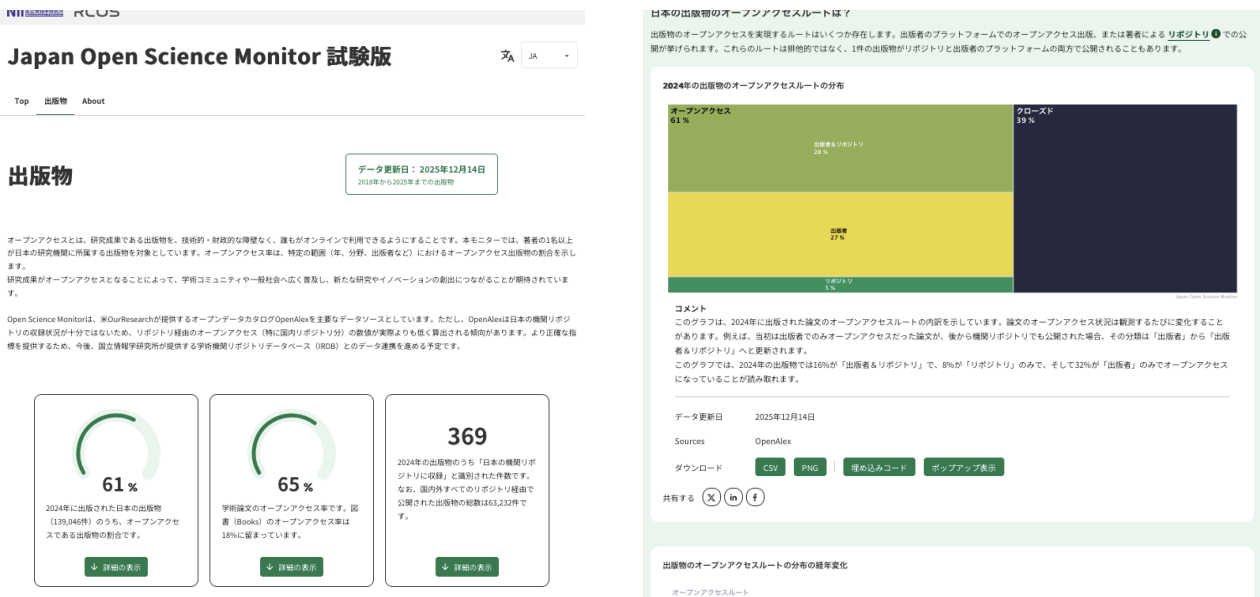 RCOS
Japan Open Science Monitor 試験版
JA
Top 出版物 About
出版物
データ更新日： 2025年12月14日
2018年から2025年までの出版物
オープンアクセスとは、研究成果である出版物を、技術的・財政的な障壁なく、誰もがオンラインで利用できるようにすることです。本モニターでは、著者の1名以上
が日本の研究機関に所属する出版物を対象としています。オープンアクセス率は、特定の範囲（年、分野、出版者など）におけるオープンアクセス出版物の割合を示し
ます。
研究成果がオープンアクセスとなることによって、学術コミュニティや一般社会へ広く普及し、新たな研究やイノベーションの創出につながることが期待されていま
す。
Open Science Monitorは、米OurResearchが提供するオープンデータカタログOpenAlexを主要なデータソースとしています。ただし、OpenAlexは日本の機関リポジ
トリの収録状況が十分ではないため、リポジトリ経由のオープンアクセス（特に国内リポジトリ分）の数値が実際よりも低く算出される傾向があります。より正確な指
標を提供するため、今後、国立情報学研究所が提供する学術機関リポジトリデータベース（IRDB）とのデータ連携を進める予定です。
61 %
2024年に出版された日本の出版物
（139,046件）のうち、オープンアクセ
スである出版物の割合です。
詳細の表示
65 %
学術論文のオープンアクセス率です。図
書（Books）のオープンアクセス率は
18%に留まっています。
詳細の表示
369
2024年の出版物のうち「日本の機関リポ
ジトリに収録」と識別された件数です。
なお、国内外すべてのリポジトリ経由で
公開された出版物の総数は63,232件で
す。
詳細の表示
日本の出版物のオープンアクセスルートは？
出版物のオープンアクセスを実現するルートはいくつか存在します。出版者のプラットフォームでのオープンアクセス出版、または著者による リポジトリ での公
開が挙げられます。これらのルートは排他的ではなく、1件の出版物がリポジトリと出版者のプラットフォームの両方で公開されることもあります。
2024年の出版物のオープンアクセスルートの分布
オープンアクセス
61 %
出版者＆リポジトリ
28 %
出版者
27 %
リポジトリ
5 %
クローズド
39 %
Japan Open Science Monitor
コメント
このグラフは、2024年に出版された論文のオープンアクセスルートの内訳を示しています。論文のオープンアクセス状況は観測するたびに変化すること
があります。例えば、当初は出版者でのみオープンアクセスだった論文が、後から機関リポジトリでも公開された場合、その分類は「出版者」から「出版
者＆リポジトリ」へと更新されます。
このグラフでは、2024年の出版物では16%が「出版者＆リポジトリ」で、8%が「リポジトリ」のみで、そして32%が「出版者」のみでオープンアクセス
になっていることが読み取れます。
データ更新日 2025年12月14日
Sources OpenAlex
ダウンロード CSV PNG 埋め込みコード ポップアップ表示
共有する
出版物のオープンアクセスルートの分布の経年変化
オープンアクセスルート